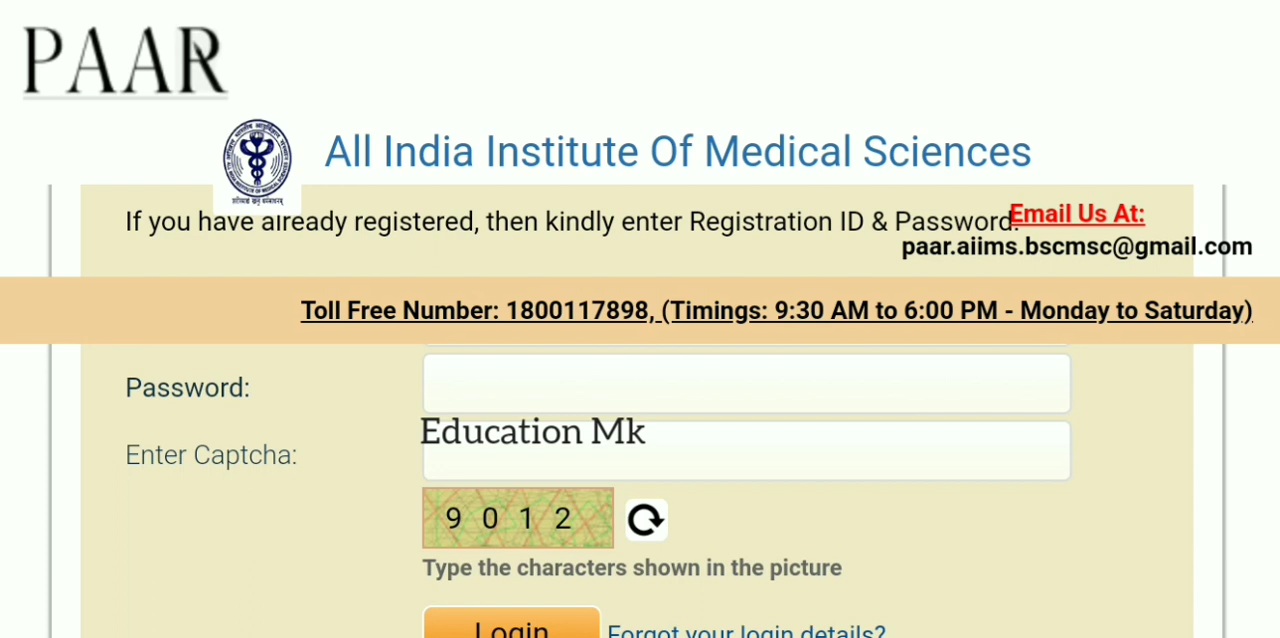 PAAR
All India Institute Of Medical Sciences
If you have already registered, then kindly enter Registration ID & Password.
Email Us At:
paar.aiims.bscmsc@gmail.com
Toll Free Number: 1800117898, (Timings: 9:30 AM to 6:00 PM - Monday to Saturday)
Password:
Education Mk
Enter Captcha:
9 0 1 2
Type the characters shown in the picture
Login
Forgot your login details?